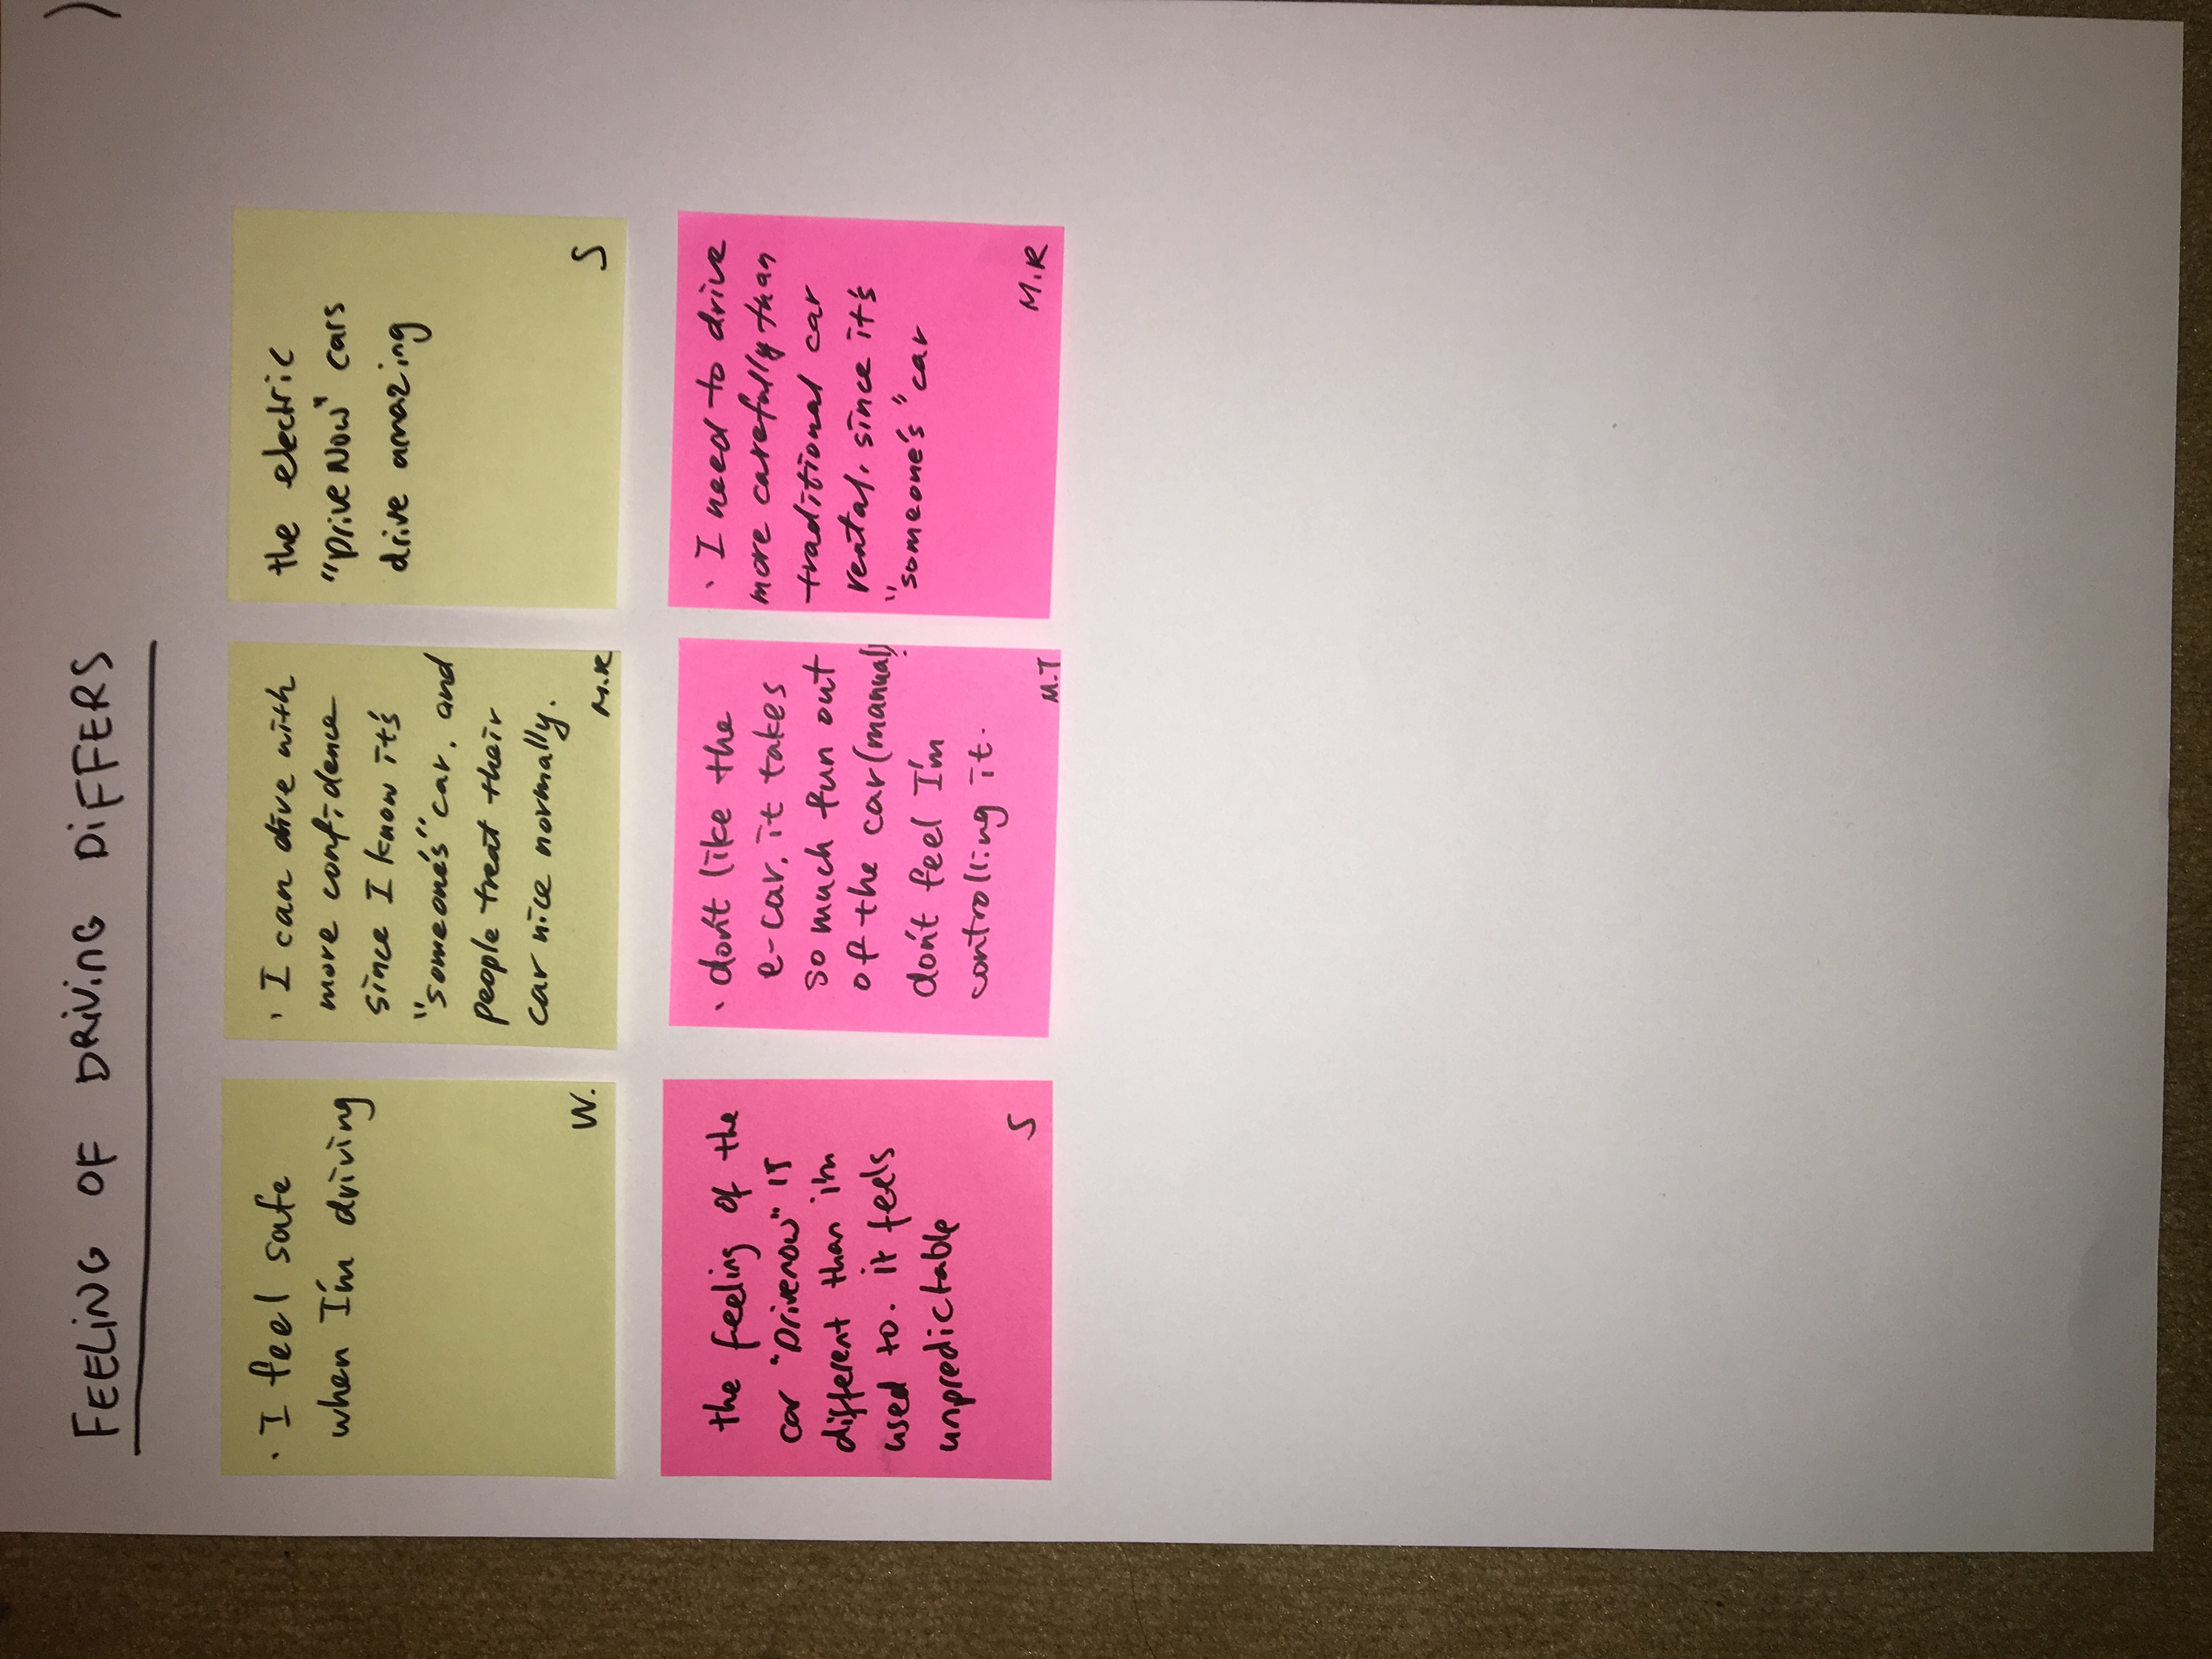 FEELING OF DRIVING DIFFERS
· I feel safe
when I'm driving
W.
· I can drive with
more confidence
since I know it's
"someone's" car. and
people treat their
car nice normally.
M.R
the electric
"DriveNow" cars
drive amazing
S
the feeling of the
car "Drivenow" is
different than i'm
used to. it feels
unpredictable
S
· don't like the
e-car. it takes
so much fun out
of the car (manual)
don't feel I'm
controlling it.
M.T
· I need to drive
more carefully than
traditional car
rental. since it's
"someone's" car
M.R